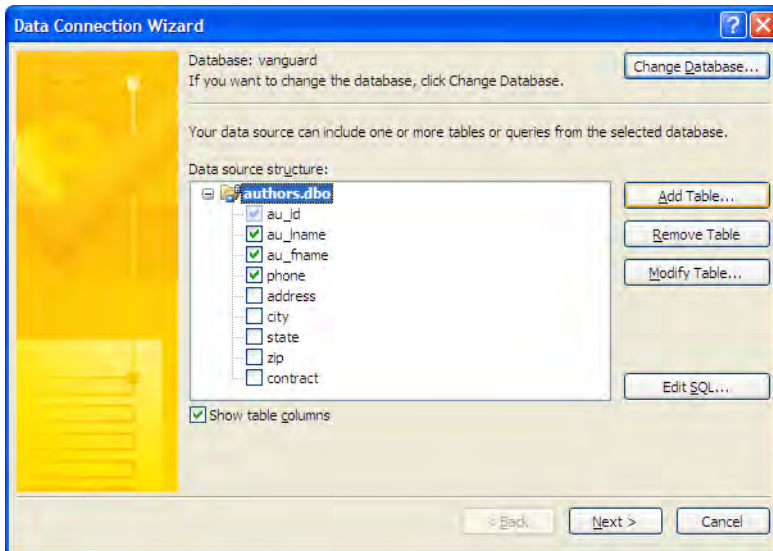 Data Connection Wizard
Database: vanguard
If you want to change the database, click Change Database.
Change Database...
Your data source can include one or more tables or queries from the selected database.
Data source structure:
authors.dbo
au_id
au_lname
au_fname
phone
address
city
state
zip
contract
Add Table...
Remove Table
Modify Table...
Edit SQL...
Show table columns
< Back
Next >
Cancel